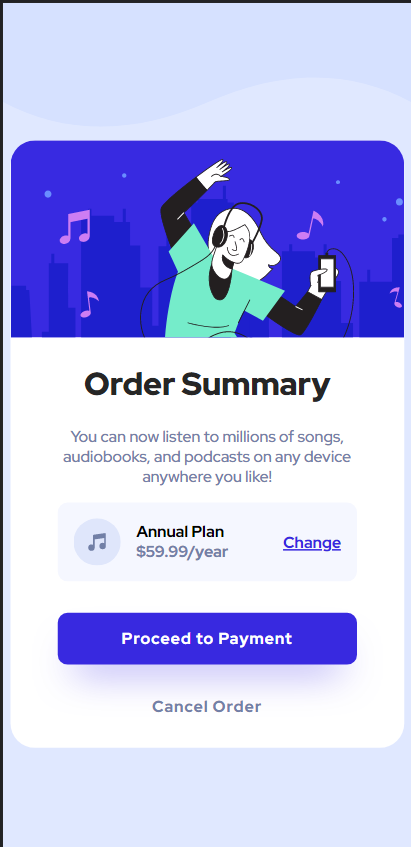 Order Summary
You can now listen to millions of songs,
audiobooks, and podcasts on any device
anywhere you like!
Annual Plan
$59.99/year
Change
Proceed to Payment
Cancel Order